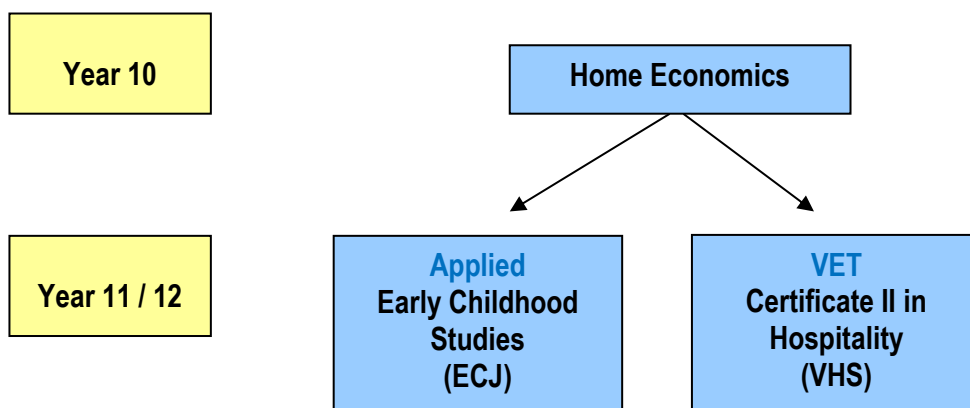 Year 10
Home Economics
Year 11 / 12
Applied
Early Childhood
Studies
(ECJ)
VET
Certificate II in
Hospitality
(VHS)